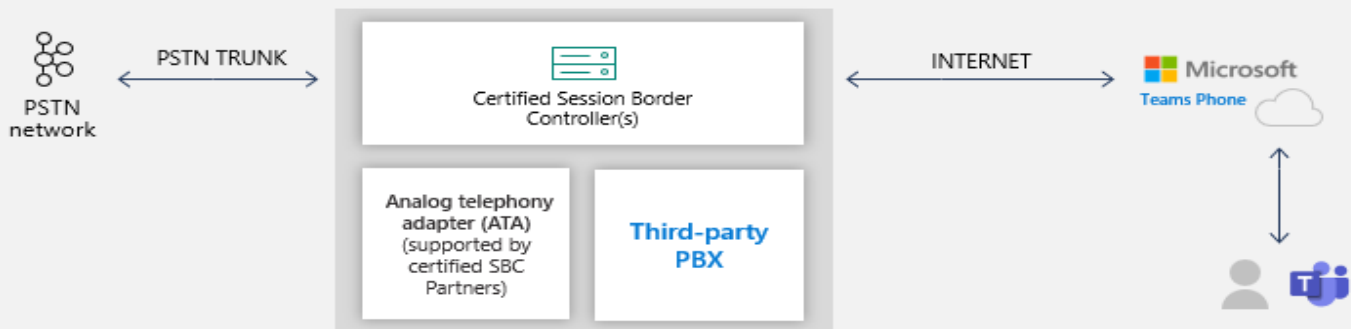 PSTN
network
PSTN TRUNK
Certified Session Border
Controller(s)
Analog telephony
adapter (ATA)
(supported by
certified SBC
Partners)
Third-party
PBX
INTERNET
Microsoft
Teams Phone
T